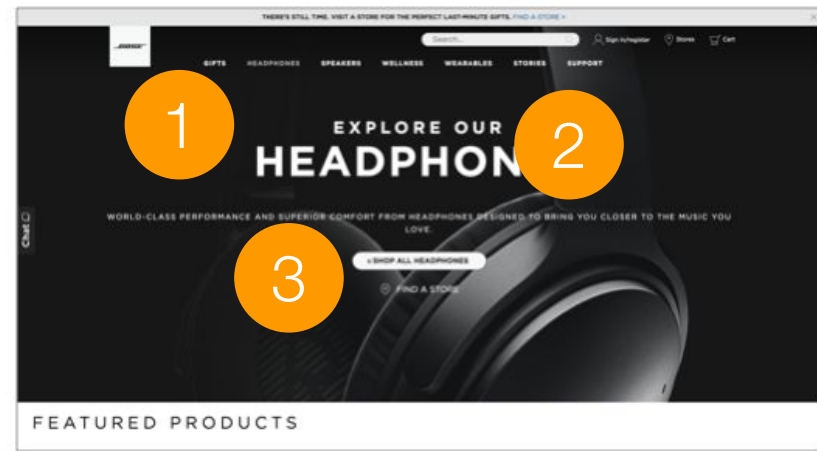 THERE'S STILL TIME. VISIT A STORE FOR THE PERFECT LAST-MINUTE GIFTS. FIND A STORE >
BOSE
Search...
Sign in/register
Stores
Cart
GIFTS HEADPHONES SPEAKERS WELLNESS WEARABLES STORIES SUPPORT
1
EXPLORE OUR
2
HEADPHON
Chat
WORLD-CLASS PERFORMANCE AND SUPERIOR COMFORT FROM HEADPHONES DESIGNED TO BRING YOU CLOSER TO THE MUSIC YOU
LOVE.
3
SHOP ALL HEADPHONES
FIND A STORE
FEATURED PRODUCTS